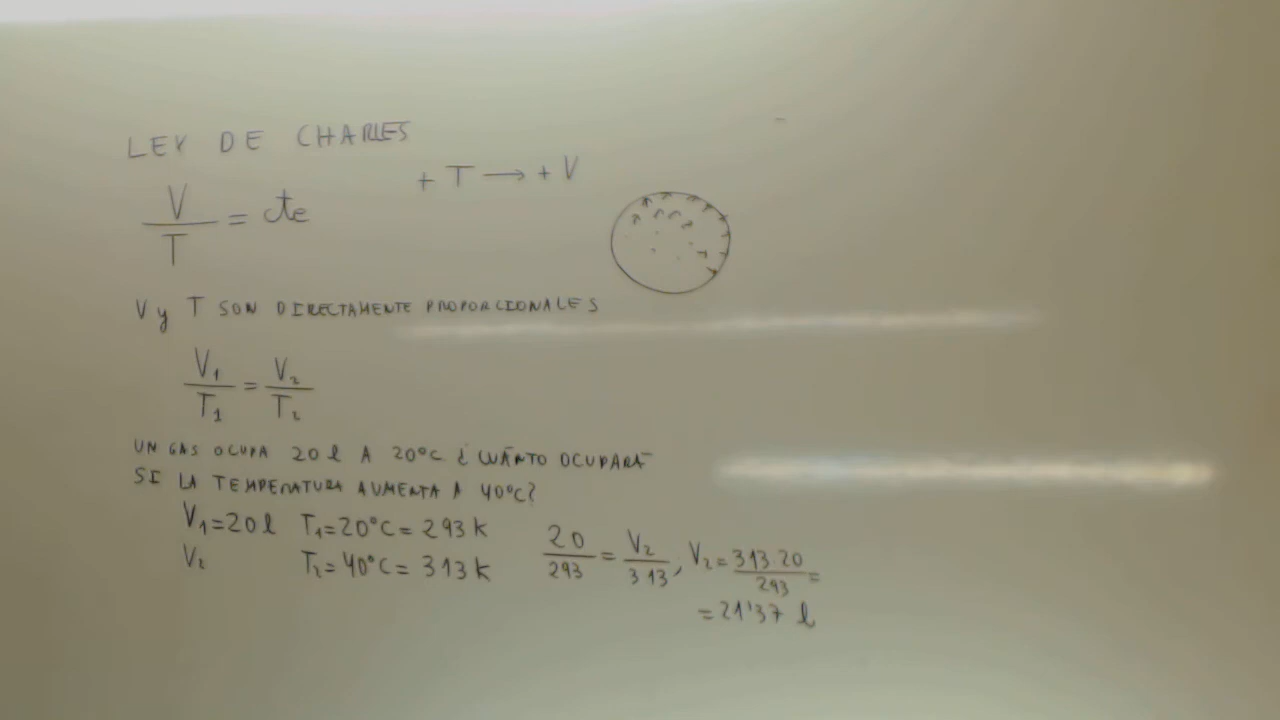 LEY DE CHARLES
+ T → + V
V/T = cte
V y T SON DIRECTAMENTE PROPORCIONALES
V₁/T₁ = V₂/T₂
UN GAS OCUPA 20 l A 20°C ¿CUÁNTO OCUPARÁ
SI LA TEMPERATURA AUMENTA A 40°C?
V₁=20 l T₁=20°C= 293 K
V₂ T₂=40°C= 313 K
20/293 = V₂/313, V₂= 313·20/293 =
= 21'37 l